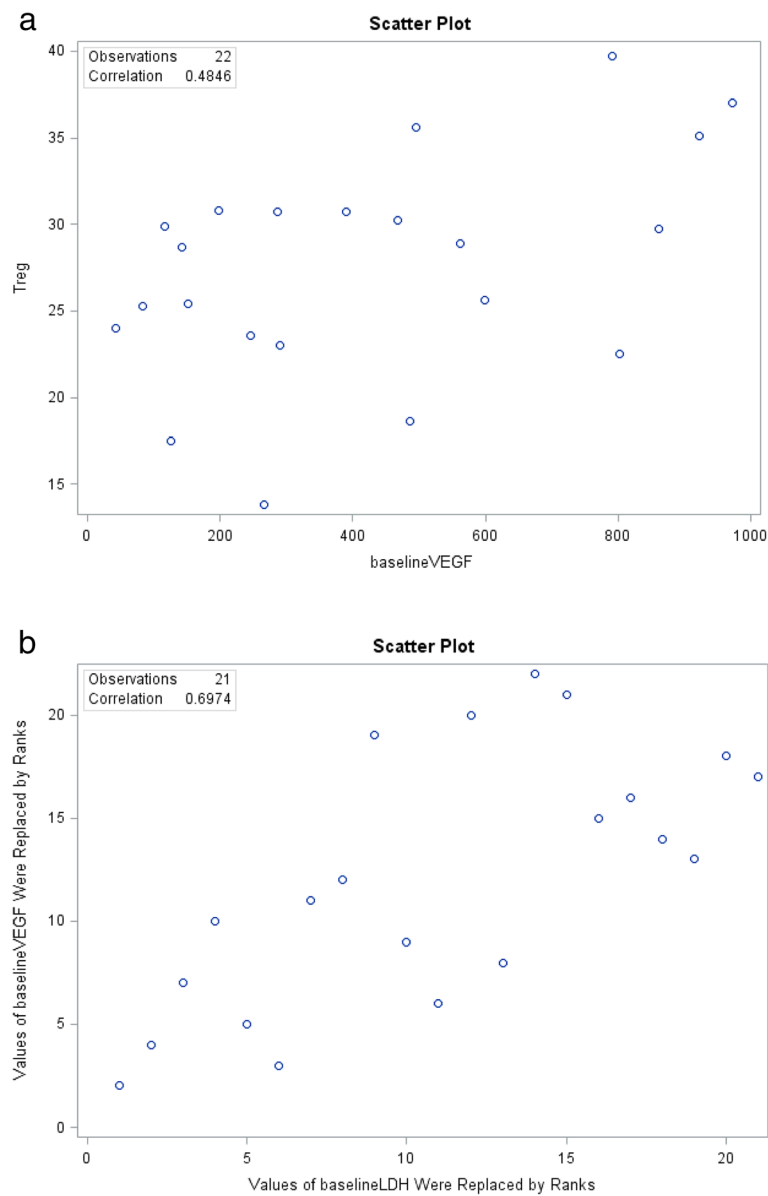 a
Scatter Plot
Observations 22
Correlation 0.4846
40
35
30
25
20
15
Treg
0 200 400 600 800 1000
baselineVEGF
b
Scatter Plot
Observations 21
Correlation 0.6974
20
15
10
5
0
Values of baselineVEGF Were Replaced by Ranks
0 5 10 15 20
Values of baselineLDH Were Replaced by Ranks